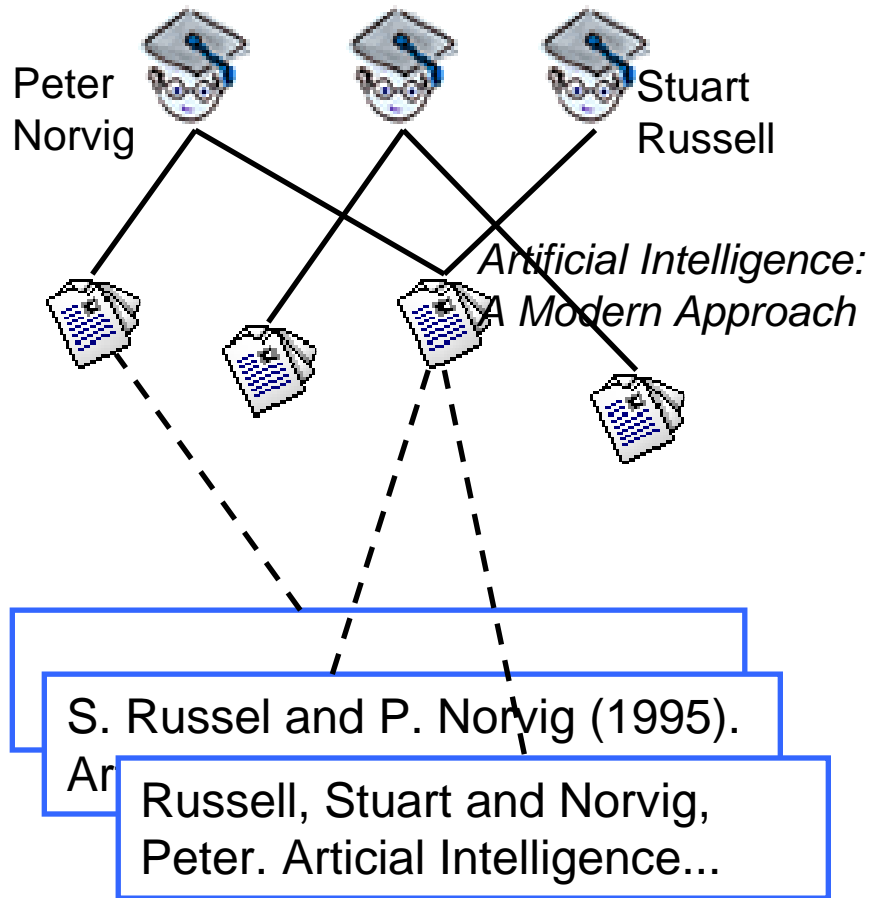 Peter
Norvig
Stuart
Russell
Artificial Intelligence:
A Modern Approach
S. Russel and P. Norvig (1995).
Russell, Stuart and Norvig,
Peter. Articial Intelligence...